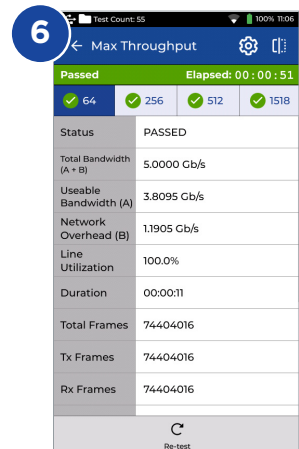 6
Test Count: 55
100% 11:06
Max Throughput
Passed Elapsed: 00:00:51
64 256 512 1518
Status PASSED
Total Bandwidth
(A + B) 5.0000 Gb/s
Useable
Bandwidth (A) 3.8095 Gb/s
Network
Overhead (B) 1.1905 Gb/s
Line
Utilization 100.0%
Duration 00:00:11
Total Frames 74404016
Tx Frames 74404016
Rx Frames 74404016
Re-test